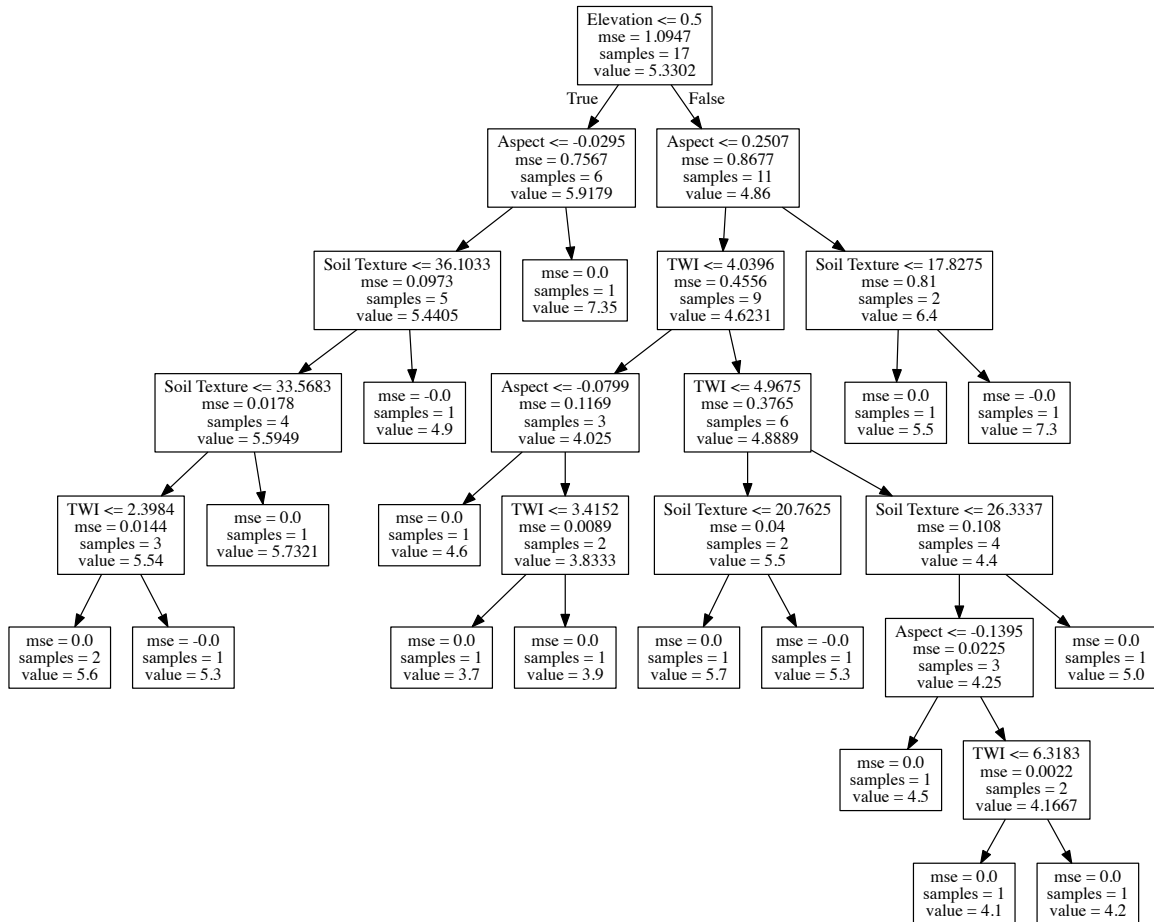 Elevation <= 0.5
mse = 1.0947
samples = 17
value = 5.3302
True
False
Aspect <= -0.0295
mse = 0.7567
samples = 6
value = 5.9179
Aspect <= 0.2507
mse = 0.8677
samples = 11
value = 4.86
Soil Texture <= 36.1033
mse = 0.0973
samples = 5
value = 5.4405
mse = 0.0
samples = 1
value = 7.35
TWI <= 4.0396
mse = 0.4556
samples = 9
value = 4.6231
Soil Texture <= 17.8275
mse = 0.81
samples = 2
value = 6.4
Soil Texture <= 33.5683
mse = 0.0178
samples = 4
value = 5.5949
mse = -0.0
samples = 1
value = 4.9
Aspect <= -0.0799
mse = 0.1169
samples = 3
value = 4.025
TWI <= 4.9675
mse = 0.3765
samples = 6
value = 4.8889
mse = 0.0
samples = 1
value = 5.5
mse = -0.0
samples = 1
value = 7.3
TWI <= 2.3984
mse = 0.0144
samples = 3
value = 5.54
mse = 0.0
samples = 1
value = 5.7321
mse = 0.0
samples = 1
value = 4.6
TWI <= 3.4152
mse = 0.0089
samples = 2
value = 3.8333
Soil Texture <= 20.7625
mse = 0.04
samples = 2
value = 5.5
Soil Texture <= 26.3337
mse = 0.108
samples = 4
value = 4.4
mse = 0.0
samples = 2
value = 5.6
mse = -0.0
samples = 1
value = 5.3
mse = 0.0
samples = 1
value = 3.7
mse = 0.0
samples = 1
value = 3.9
mse = 0.0
samples = 1
value = 5.7
mse = -0.0
samples = 1
value = 5.3
Aspect <= -0.1395
mse = 0.0225
samples = 3
value = 4.25
mse = 0.0
samples = 1
value = 5.0
mse = 0.0
samples = 1
value = 4.5
TWI <= 6.3183
mse = 0.0022
samples = 2
value = 4.1667
mse = 0.0
samples = 1
value = 4.1
mse = 0.0
samples = 1
value = 4.2